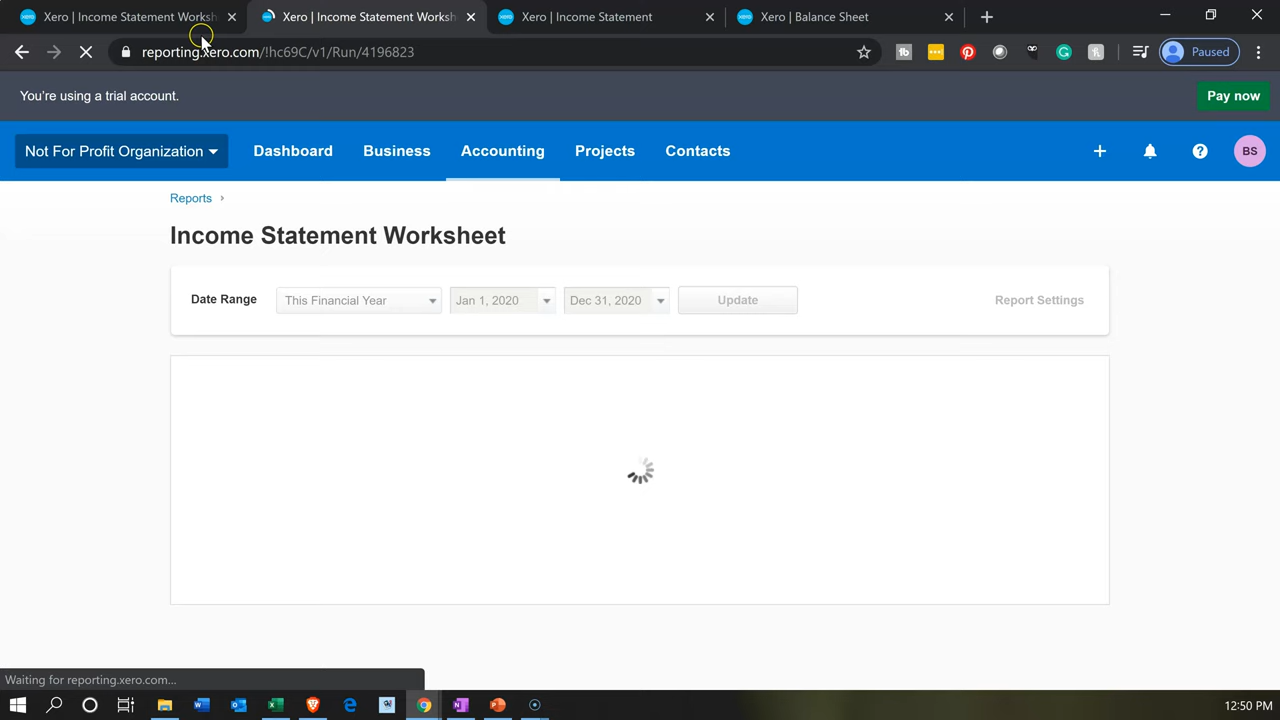 Xero | Income Statement Worksh
Xero | Income Statement Worksh
Xero | Income Statement
Xero | Balance Sheet
reporting.xero.com/!hc69C/v1/Run/4196823
Paused
You're using a trial account.
Pay now
Not For Profit Organization
Dashboard
Business
Accounting
Projects
Contacts
BS
Reports
Income Statement Worksheet
Date Range
This Financial Year
Jan 1, 2020
Dec 31, 2020
Update
Report Settings
Waiting for reporting.xero.com...
12:50 PM